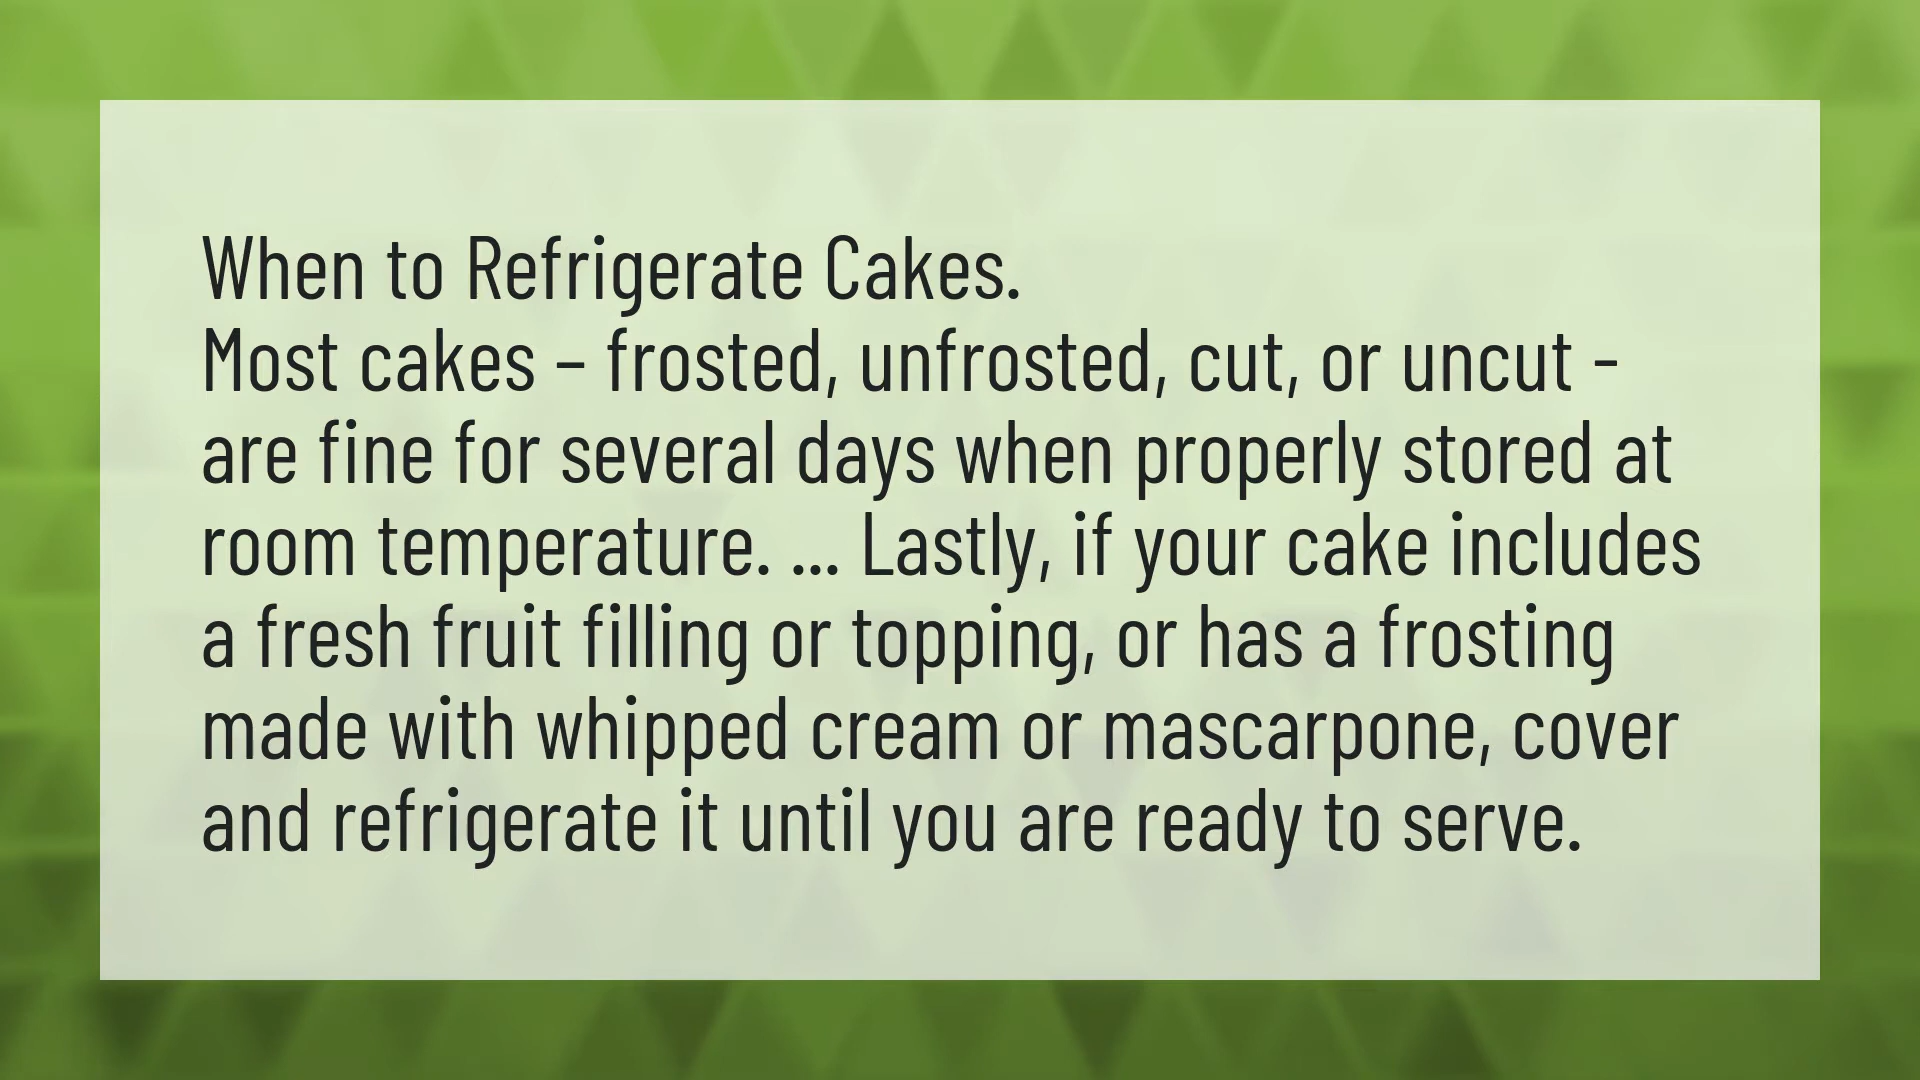 When to Refrigerate Cakes.
Most cakes – frosted, unfrosted, cut, or uncut -
are fine for several days when properly stored at
room temperature. ... Lastly, if your cake includes
a fresh fruit filling or topping, or has a frosting
made with whipped cream or mascarpone, cover
and refrigerate it until you are ready to serve.